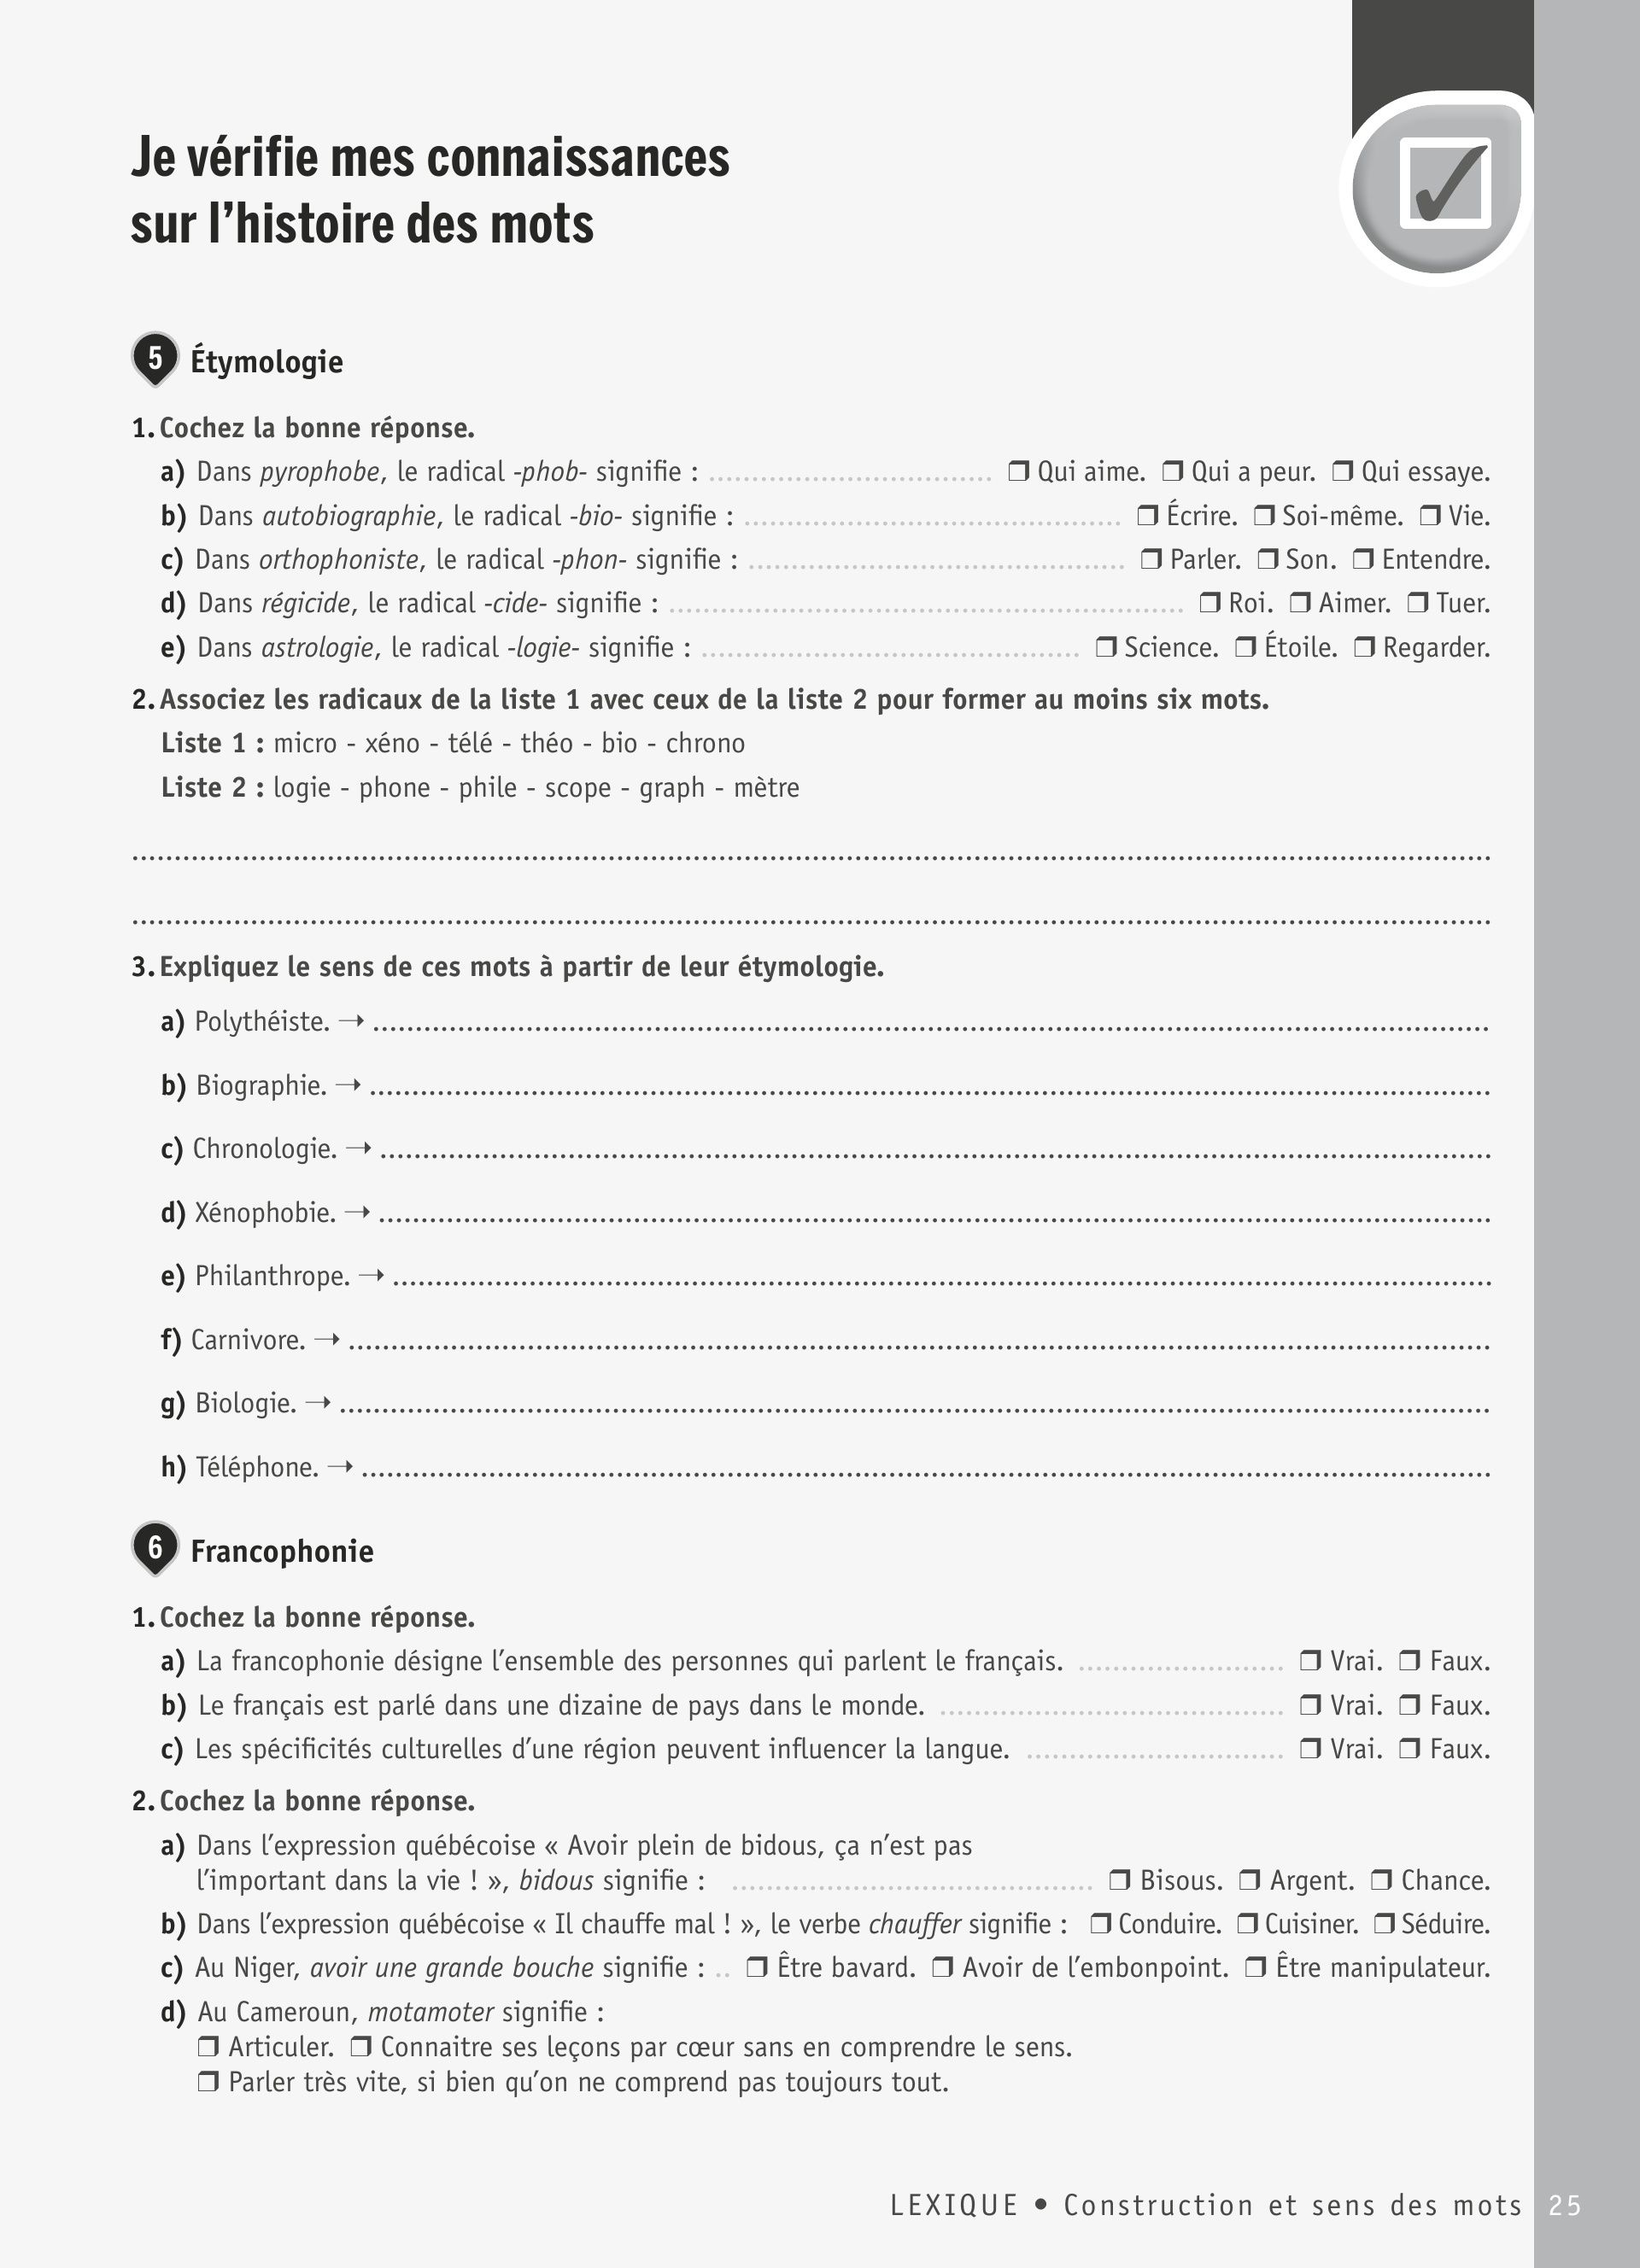 Je vérifie mes connaissances
sur l’histoire des mots
5 Étymologie
1. Cochez la bonne réponse.
a) Dans pyrophobe, le radical -phob- signifie : ................................. ❒ Qui aime. ❒ Qui a peur. ❒ Qui essaye.
b) Dans autobiographie, le radical -bio- signifie : ............................................ ❒ Écrire. ❒ Soi-même. ❒ Vie.
c) Dans orthophoniste, le radical -phon- signifie : ............................................ ❒ Parler. ❒ Son. ❒ Entendre.
d) Dans régicide, le radical -cide- signifie : ............................................................ ❒ Roi. ❒ Aimer. ❒ Tuer.
e) Dans astrologie, le radical -logie- signifie : ............................................ ❒ Science. ❒ Étoile. ❒ Regarder.
2. Associez les radicaux de la liste 1 avec ceux de la liste 2 pour former au moins six mots.
Liste 1 : micro - xéno - télé - théo - bio - chrono
Liste 2 : logie - phone - phile - scope - graph - mètre
................................................................................
................................................................................
3. Expliquez le sens de ces mots à partir de leur étymologie.
a) Polythéiste. → ................................................................................
b) Biographie. → ................................................................................
c) Chronologie. → ................................................................................
d) Xénophobie. → ................................................................................
e) Philanthrope. → ................................................................................
f) Carnivore. → ................................................................................
g) Biologie. → ................................................................................
h) Téléphone. → ................................................................................
6 Francophonie
1. Cochez la bonne réponse.
a) La francophonie désigne l’ensemble des personnes qui parlent le français. ........................ ❒ Vrai. ❒ Faux.
b) Le français est parlé dans une dizaine de pays dans le monde. ........................................ ❒ Vrai. ❒ Faux.
c) Les spécificités culturelles d’une région peuvent influencer la langue. .............................. ❒ Vrai. ❒ Faux.
2. Cochez la bonne réponse.
a) Dans l’expression québécoise « Avoir plein de bidous, ça n’est pas
l’important dans la vie ! », bidous signifie : .......................................... ❒ Bisous. ❒ Argent. ❒ Chance.
b) Dans l’expression québécoise « Il chauffe mal ! », le verbe chauffer signifie : ❒ Conduire. ❒ Cuisiner. ❒ Séduire.
c) Au Niger, avoir une grande bouche signifie : .. ❒ Être bavard. ❒ Avoir de l’embonpoint. ❒ Être manipulateur.
d) Au Cameroun, motamoter signifie :
❒ Articuler. ❒ Connaitre ses leçons par cœur sans en comprendre le sens.
❒ Parler très vite, si bien qu’on ne comprend pas toujours tout.
LEXIQUE • Construction et sens des mots 25